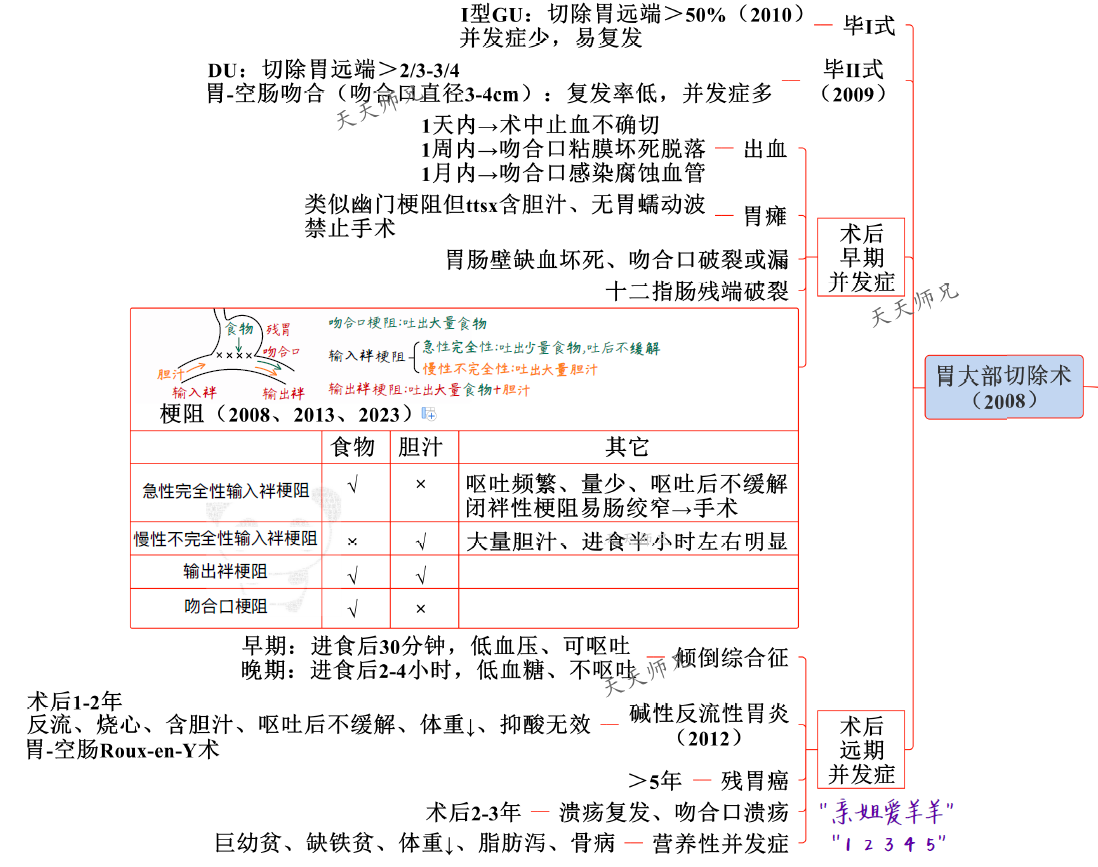 I型GU：切除胃远端＞50%（2010）
并发症少，易复发
毕I式
DU：切除胃远端＞2/3-3/4
胃-空肠吻合（吻合口直径3-4cm）：复发率低，并发症多
毕II式
（2009）
天天师兄
1天内→术中止血不确切
1周内→吻合口粘膜坏死脱落
1月内→吻合口感染腐蚀血管
出血
类似幽门梗阻但ttsx含胆汁、无胃蠕动波
禁止手术
胃瘫
胃肠壁缺血坏死、吻合口破裂或漏
十二指肠残端破裂
术后
早期
并发症
天天师兄
食物
残胃
吻合口
胆汁
输入袢
输出袢
吻合口梗阻:吐出大量食物
输入袢梗阻
急性完全性:吐出少量食物,吐后不缓解
慢性不完全性:吐出大量胆汁
输出袢梗阻:吐出大量食物+胆汁
梗阻（2008、2013、2023）
食物 胆汁 其它
急性完全性输入袢梗阻 √ × 呕吐频繁、量少、呕吐后不缓解
闭袢性梗阻易肠绞窄→手术
慢性不完全性输入袢梗阻 × √ 大量胆汁、进食半小时左右明显
输出袢梗阻 √ √
吻合口梗阻 √ ×
胃大部切除术
（2008）
早期：进食后30分钟，低血压、可呕吐
晚期：进食后2-4小时，低血糖、不呕吐
倾倒综合征
天天师兄
术后1-2年
反流、烧心、含胆汁、呕吐后不缓解、体重↓、抑酸无效
胃-空肠Roux-en-Y术
碱性反流性胃炎
（2012）
＞5年 残胃癌
术后2-3年 溃疡复发、吻合口溃疡
巨幼贫、缺铁贫、体重↓、脂肪泻、骨病 营养性并发症
术后
远期
并发症
"亲姐爱羊羊"
"1 2 3 4 5"